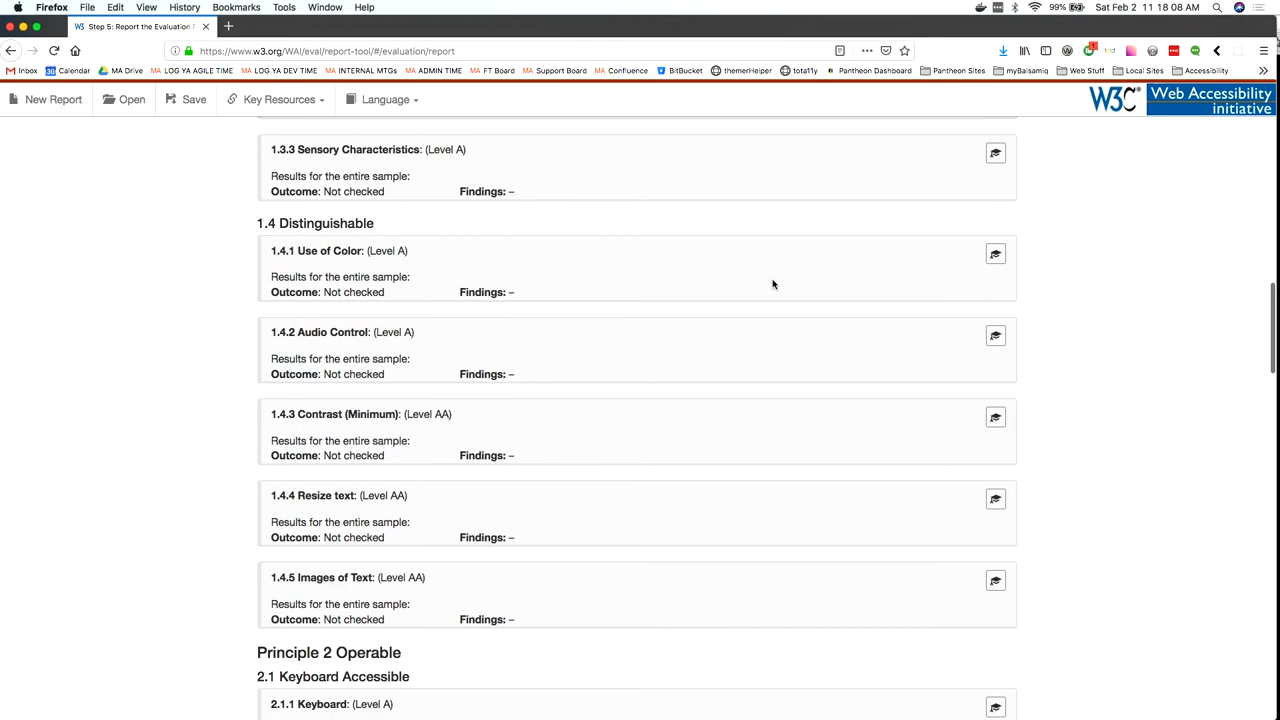 Firefox File Edit View History Bookmarks Tools Window Help 99% Sat Feb 2 11 18 08 AM
Step 5: Report the Evaluation
https://www.w3.org/WAI/eval/report-tool/#/evaluation/report
Inbox Calendar MA Drive LOG YA AGILE TIME LOG YA DEV TIME INTERNAL MTGS ADMIN TIME FT Board Support Board Confluence BitBucket themerHelper tota11y Pantheon Dashboard Pantheon Sites myBalsamiq Web Stuff Local Sites Accessibility
New Report Open Save Key Resources Language W3C Web Accessibility
initiative
1.3.3 Sensory Characteristics: (Level A)
Results for the entire sample:
Outcome: Not checked Findings: –
1.4 Distinguishable
1.4.1 Use of Color: (Level A)
Results for the entire sample:
Outcome: Not checked Findings: –
1.4.2 Audio Control: (Level A)
Results for the entire sample:
Outcome: Not checked Findings: –
1.4.3 Contrast (Minimum): (Level AA)
Results for the entire sample:
Outcome: Not checked Findings: –
1.4.4 Resize text: (Level AA)
Results for the entire sample:
Outcome: Not checked Findings: –
1.4.5 Images of Text: (Level AA)
Results for the entire sample:
Outcome: Not checked Findings: –
Principle 2 Operable
2.1 Keyboard Accessible
2.1.1 Keyboard: (Level A)